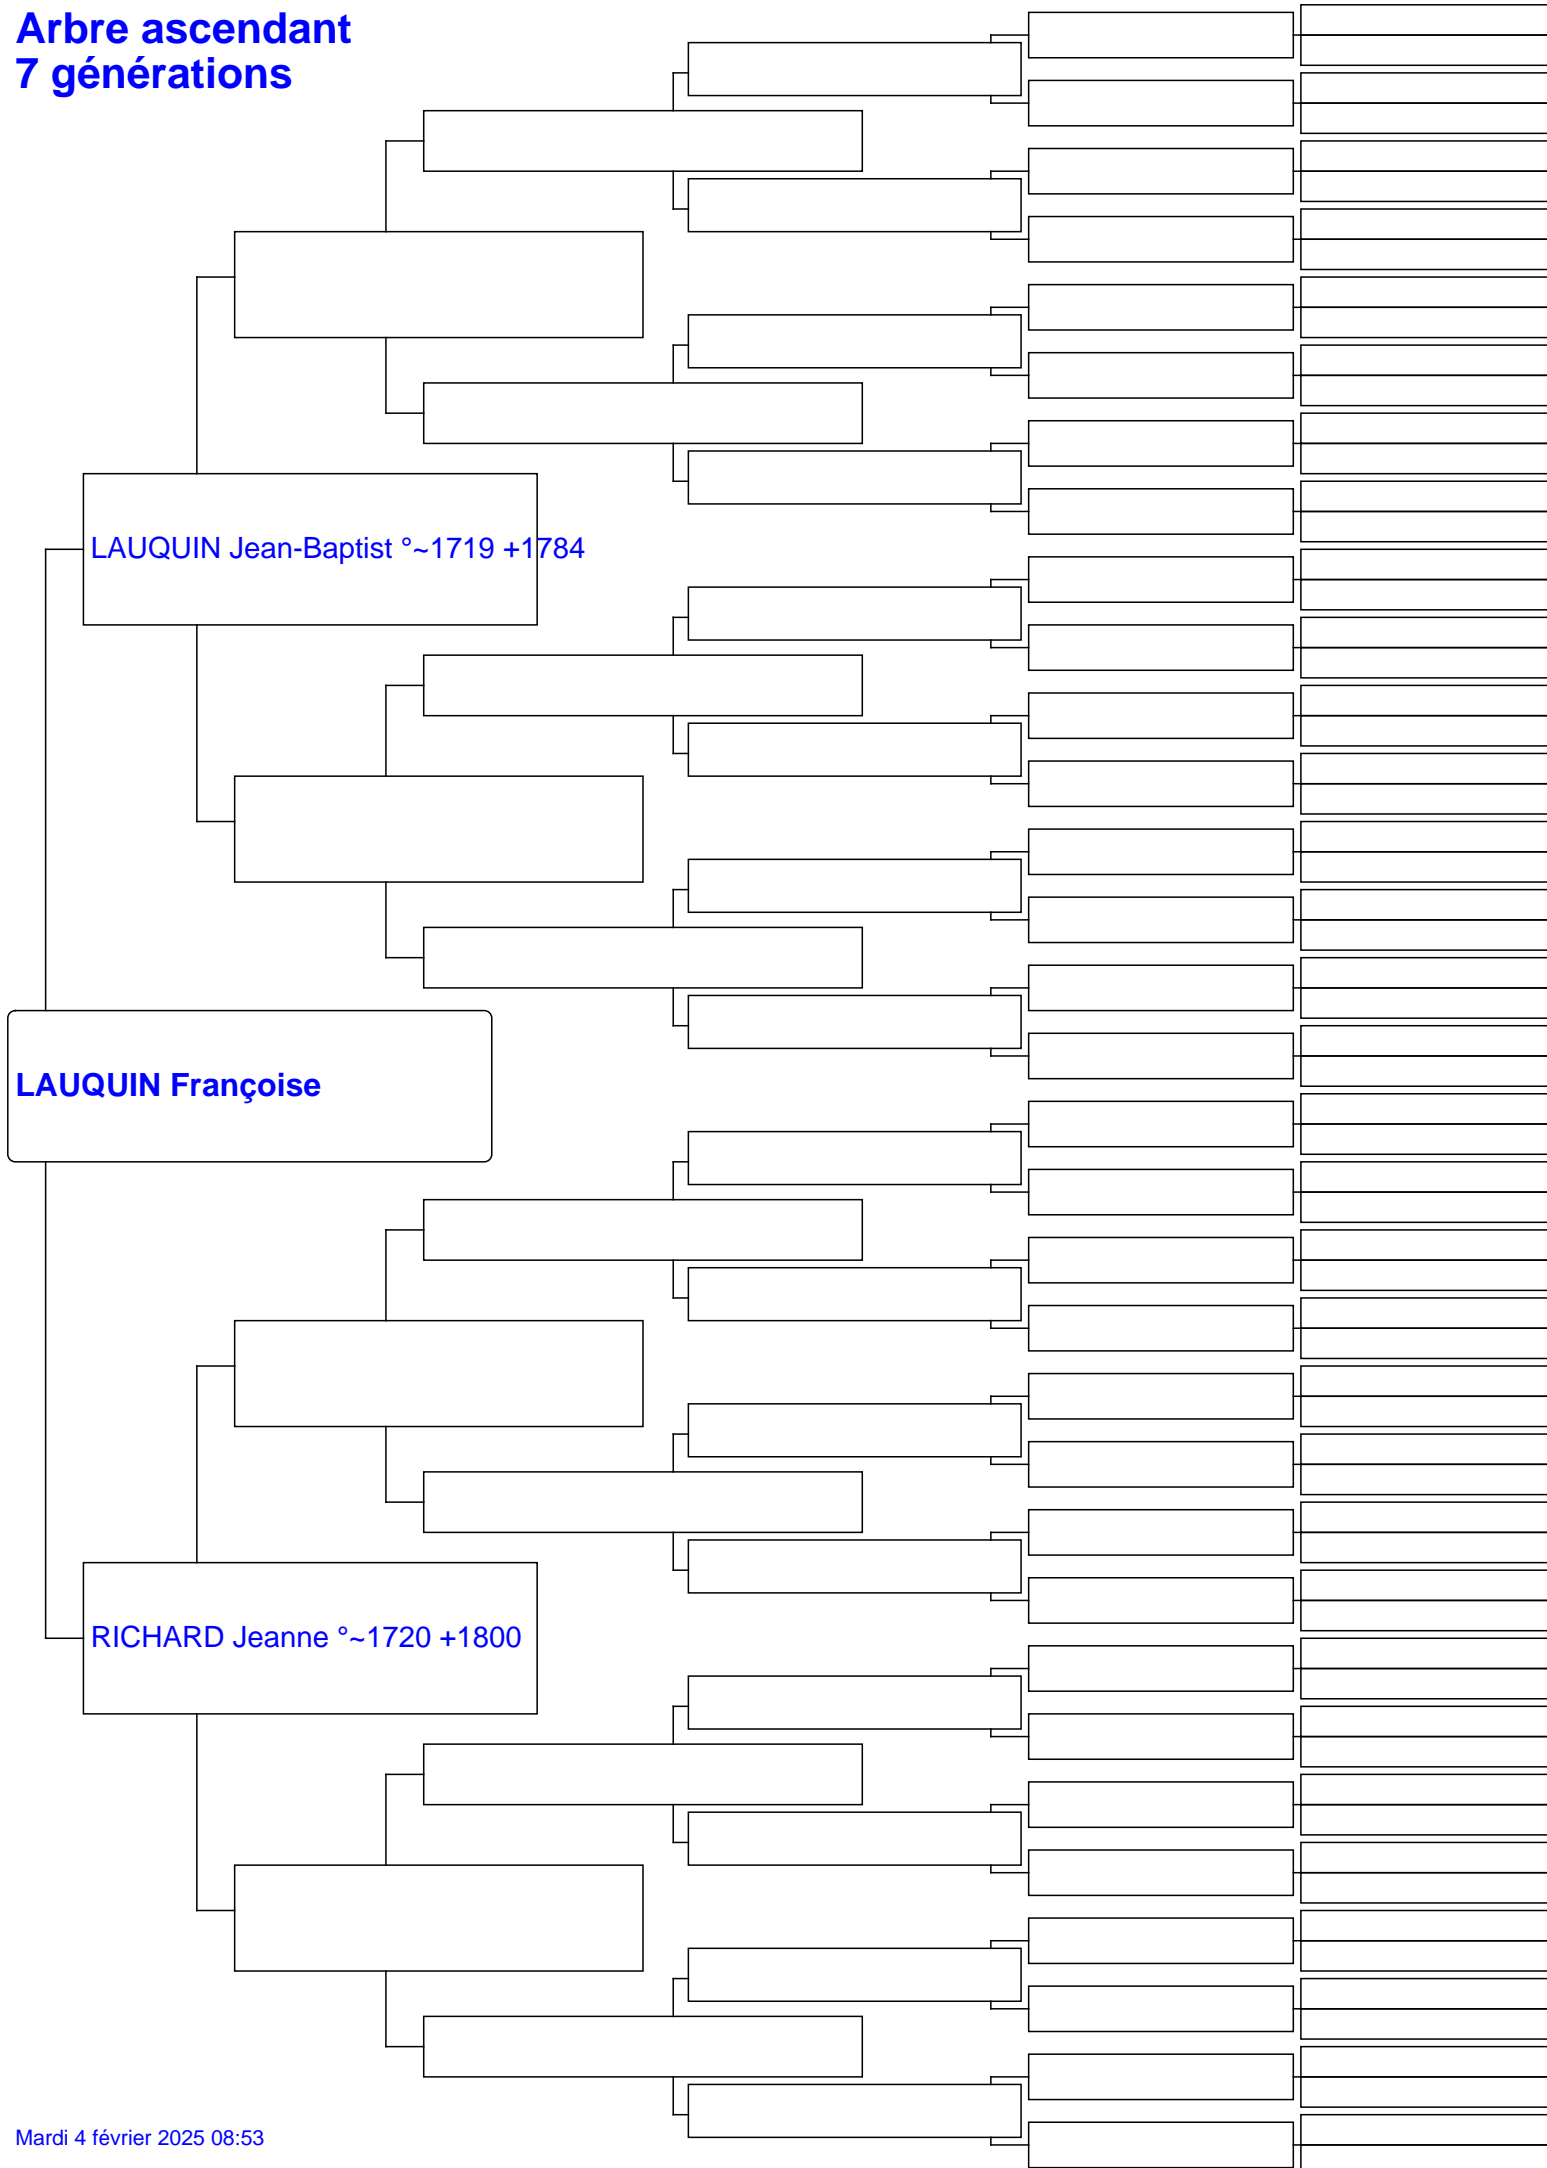 Arbre ascendant
7 générations
LAUQUIN Jean-Baptist °~1719 +1784
LAUQUIN Françoise
RICHARD Jeanne °~1720 +1800
Mardi 4 février 2025 08:53